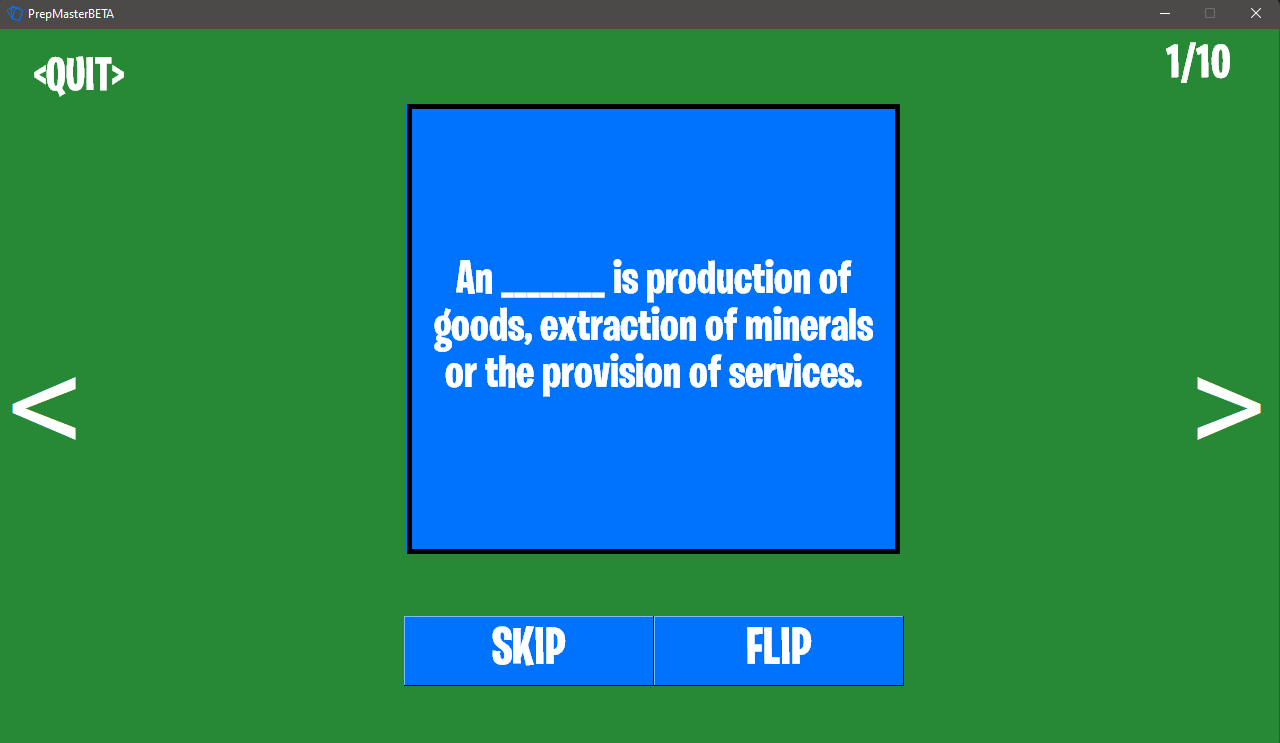 PrepMasterBETA
<QUIT>
1/10
An ________ is production of
goods, extraction of minerals
or the provision of services.
<
>
SKIP
FLIP